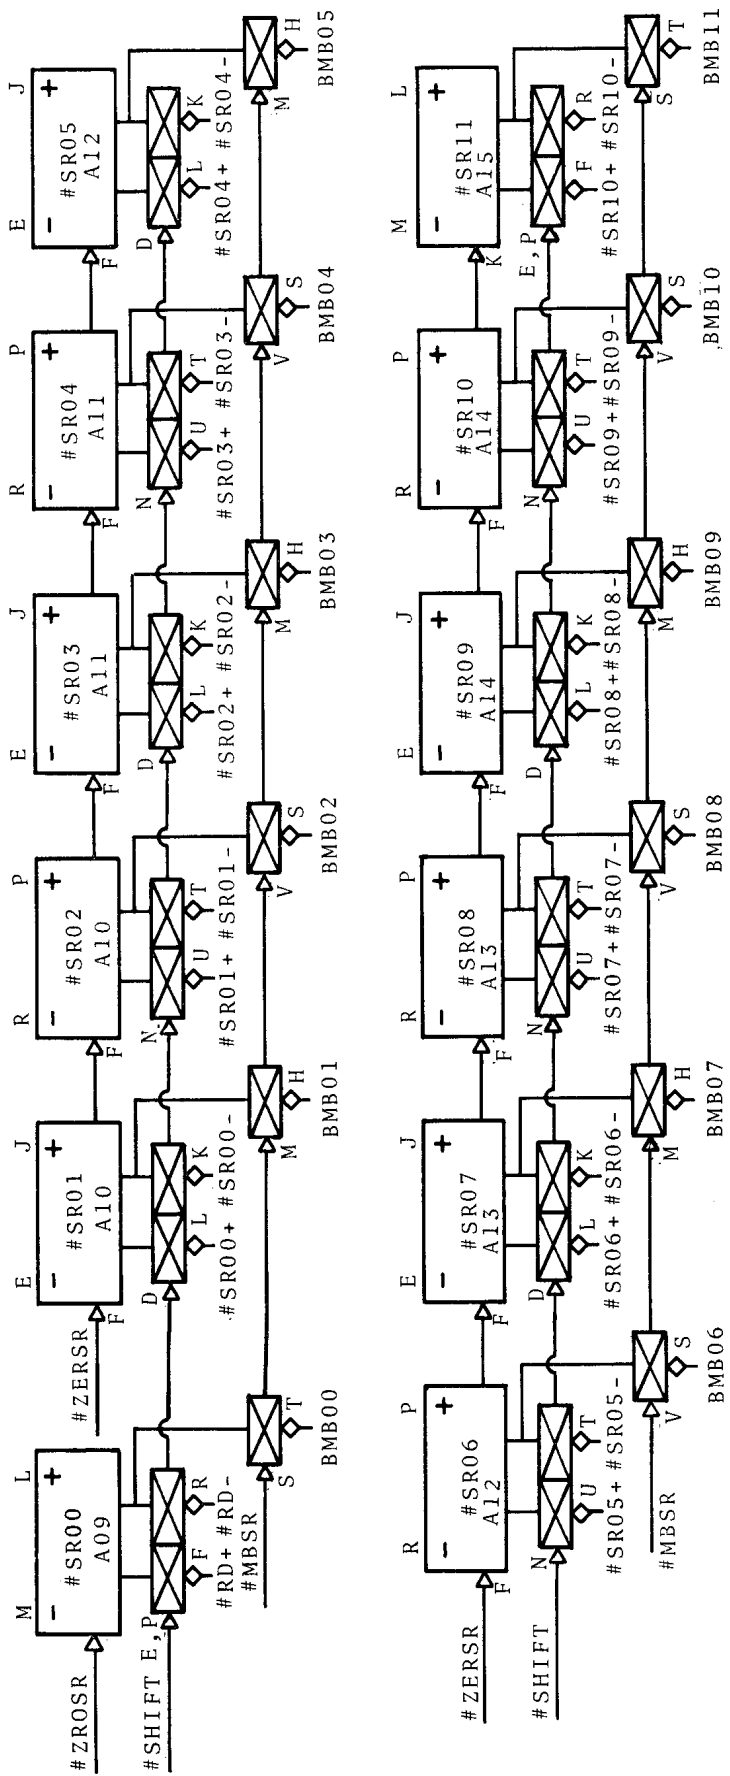 M L E J R P E J R P E J
#SR00 #SR01 #SR02 #SR03 #SR04 #SR05
− + − + − + − + − + − +
A09 A10 A10 A11 A11 A12
#ZROSR #ZERSR F F F F F
#SHIFT E,P D N D N D
F R L K U T L K U T L K
#RD+ #RD- #SR00+ #SR00- #SR01+ #SR01- #SR02+ #SR02- #SR03+ #SR03- #SR04+ #SR04-
#MBSR
S T M H V S M H V S M H
BMB00 BMB01 BMB02 BMB03 BMB04 BMB05
R P E J R P E J R P M L
#SR06 #SR07 #SR08 #SR09 #SR10 #SR11
− + − + − + − + − + − +
A12 A13 A13 A14 A14 A15
#ZERSR F F F F F K
#SHIFT N D N D N E,P
U T L K U T L K U T F R
#SR05+ #SR05- #SR06+ #SR06- #SR07+#SR07- #SR08+#SR08- #SR09+#SR09- #SR10+ #SR10-
#MBSR
V S M H V S M H V S S T
BMB06 BMB07 BMB08 BMB09 BMB10 BMB11